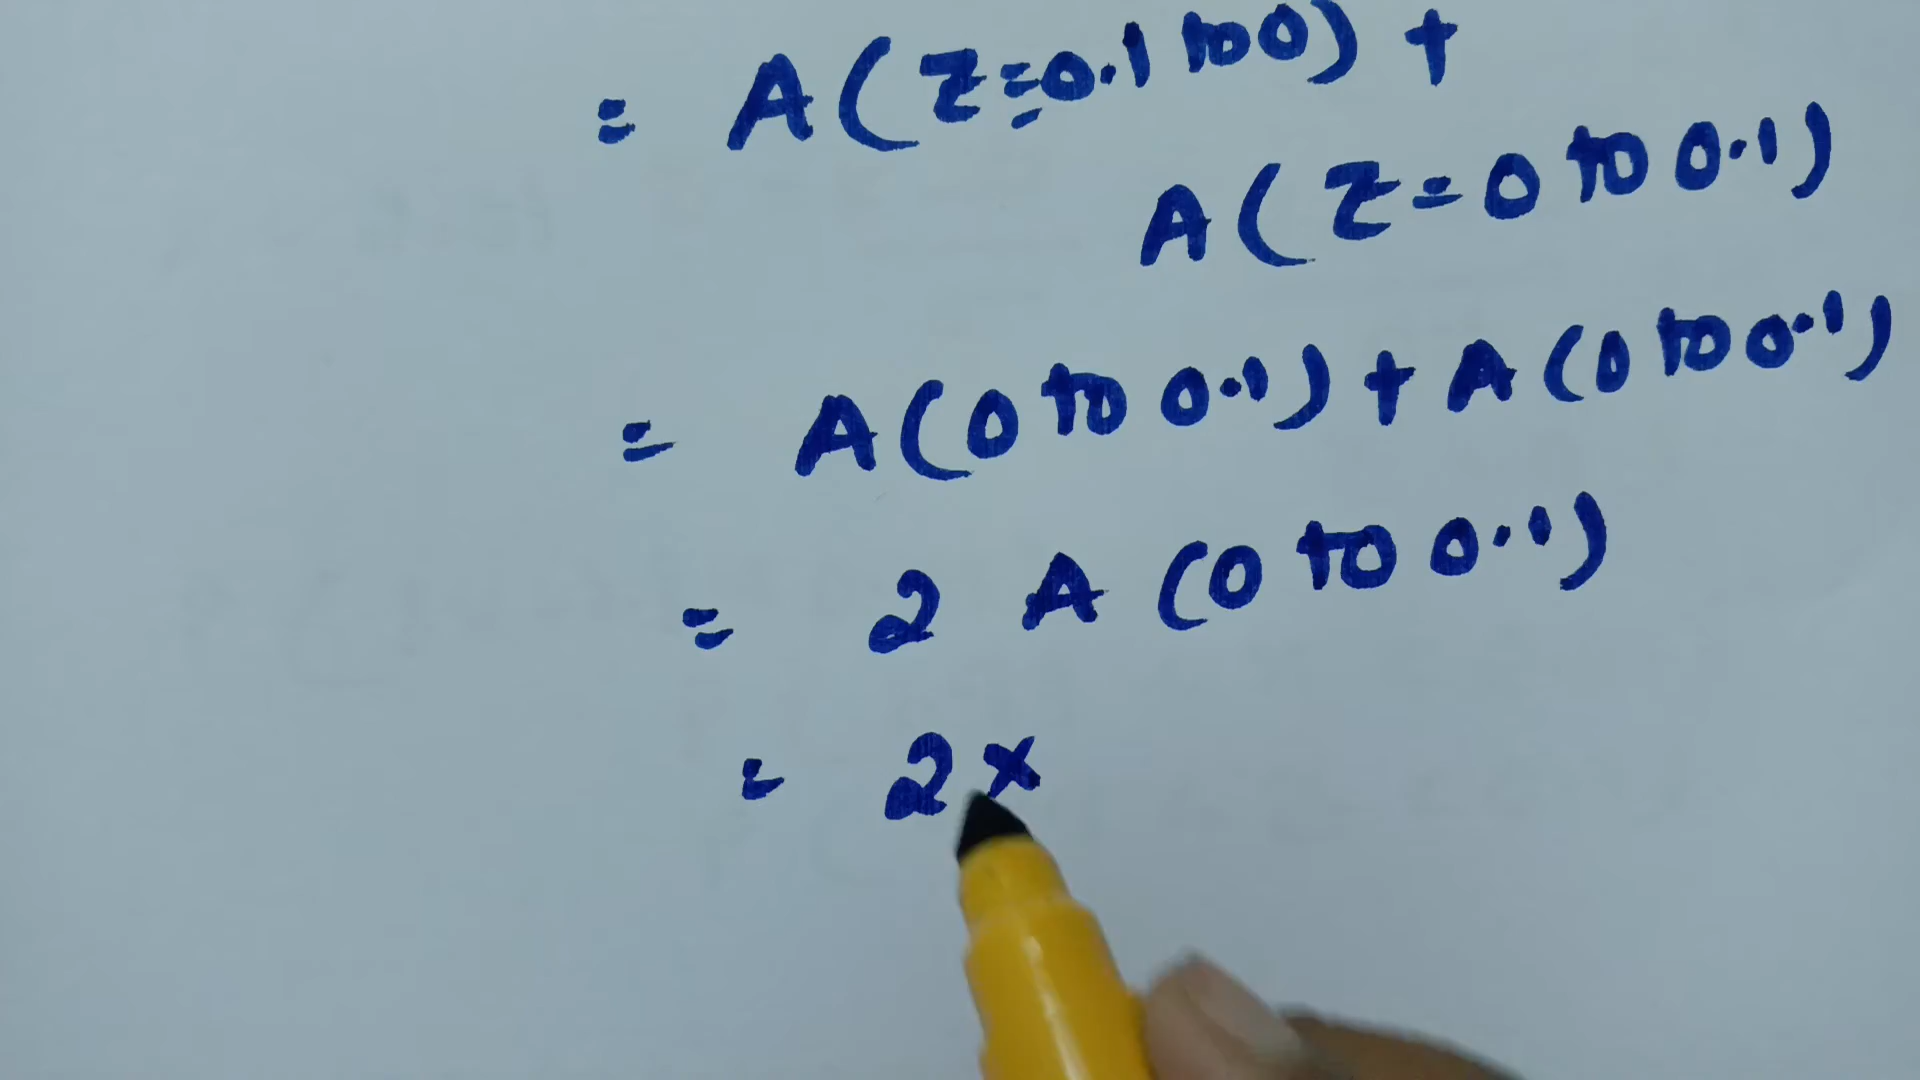 = A(Z=0.1 to 0) +
A(Z=0 to 0.1)
= A(0 to 0.1) + A(0 to 0.1)
= 2 A (0 to 0.1)
= 2 x